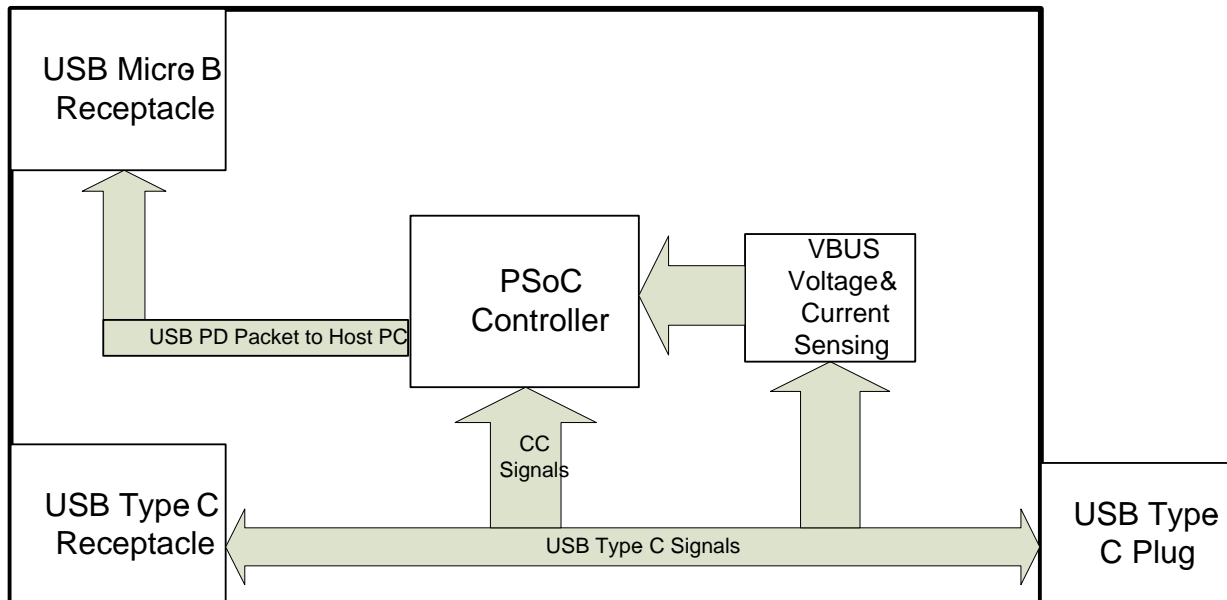 USB Micro B
Receptacle
PSoC
Controller
VBUS
Voltage&
Current
Sensing
USB PD Packet to Host PC
CC
Signals
USB Type C
Receptacle
USB Type C Signals
USB Type
C Plug